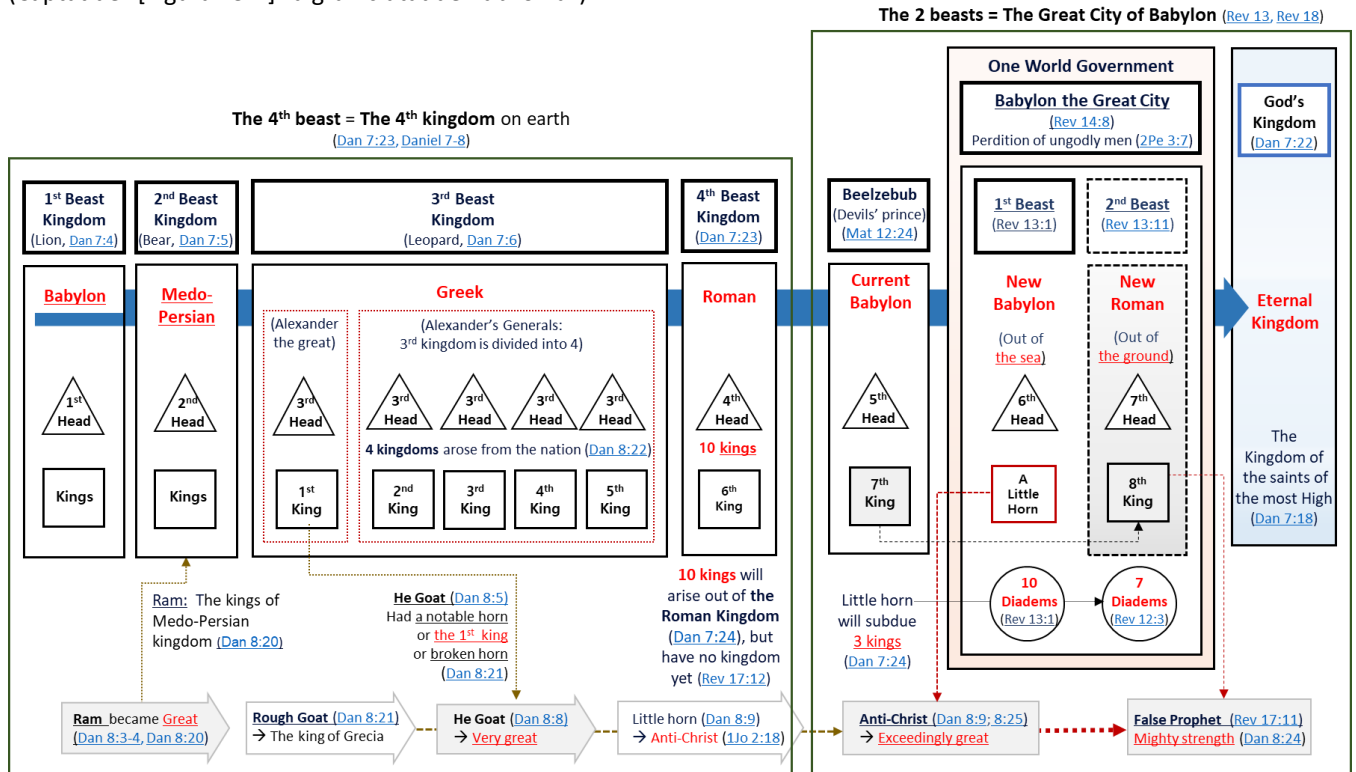 The 2 beasts = The Great City of Babylon (Rev 13, Rev 18)
The 4th beast = The 4th kingdom on earth
(Dan 7:23, Daniel 7-8)
1st Beast
Kingdom
(Lion, Dan 7:4)
2nd Beast
Kingdom
(Bear, Dan 7:5)
3rd Beast
Kingdom
(Leopard, Dan 7:6)
4th Beast
Kingdom
(Dan 7:23)
Babylon
Medo-
Persian
Greek
Roman
(Alexander
the great)
(Alexander's Generals:
3rd kingdom is divided into 4)
1st
Head
2nd
Head
3rd
Head
3rd
Head
3rd
Head
3rd
Head
3rd
Head
4th
Head
4 kingdoms arose from the nation (Dan 8:22)
10 kings
Kings
Kings
1st
King
2nd
King
3rd
King
4th
King
5th
King
6th
King
Ram: The kings of
Medo-Persian
kingdom (Dan 8:20)
He Goat (Dan 8:5)
Had a notable horn
or the 1st king
or broken horn
(Dan 8:21)
10 kings will
arise out of the
Roman Kingdom
(Dan 7:24), but
have no kingdom
yet (Rev 17:12)
One World Government
Babylon the Great City
(Rev 14:8)
Perdition of ungodly men (2Pe 3:7)
God's
Kingdom
(Dan 7:22)
Beelzebub
(Devils' prince)
(Mat 12:24)
1st Beast
(Rev 13:1)
2nd Beast
(Rev 13:11)
Current
Babylon
New
Babylon
New
Roman
Eternal
Kingdom
(Out of
the sea)
(Out of
the ground)
5th
Head
6th
Head
7th
Head
7th
King
A
Little
Horn
8th
King
The
Kingdom of
the saints of
the most High
(Dan 7:18)
Little horn
will subdue
3 kings
(Dan 7:24)
10
Diadems
(Rev 13:1)
7
Diadems
(Rev 12:3)
Ram became Great
(Dan 8:3-4, Dan 8:20)
Rough Goat (Dan 8:21)
→ The king of Grecia
He Goat (Dan 8:8)
→ Very great
Little horn (Dan 8:9)
→ Anti-Christ (1Jo 2:18)
Anti-Christ (Dan 8:9; 8:25)
→ Exceedingly great
False Prophet (Rev 17:11)
Mighty strength (Dan 8:24)